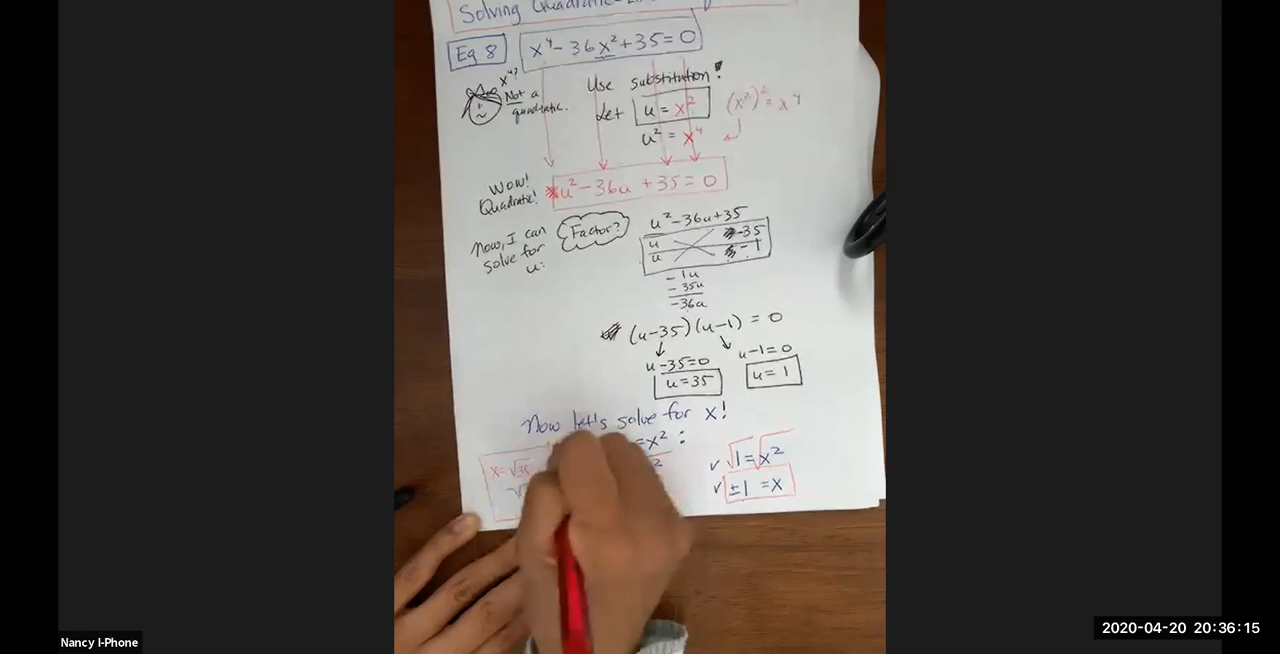 Solving Quadratic
Eq 8
x⁴ - 36x² + 35 = 0
x⁴?
Not a
quadratic.
Use substitution!
Let u = x²
(x²)² = x⁴
u² = x⁴
Wow!
Quadratic!
u² - 36u + 35 = 0
Now, I can
solve for
u:
Factor?
u² - 36u + 35
u -35
u -1
-1u
-35u
-36u
(u-35)(u-1) = 0
u-35=0
u=35
u-1=0
u=1
Now let's solve for x!
=x² :
x=√35
√1=√x²
±1 = x
Nancy I-Phone
2020-04-20 20:36:15